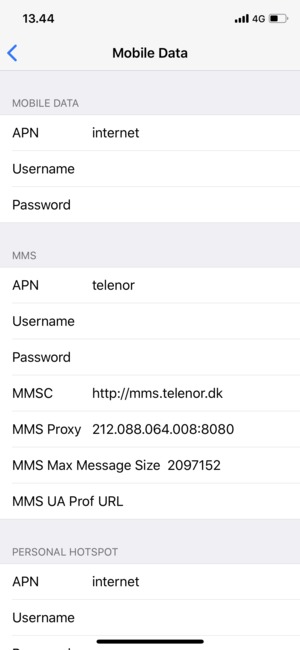 13.44 4G
Mobile Data
MOBILE DATA
APN internet
Username
Password
MMS
APN telenor
Username
Password
MMSC http://mms.telenor.dk
MMS Proxy 212.088.064.008:8080
MMS Max Message Size 2097152
MMS UA Prof URL
PERSONAL HOTSPOT
APN internet
Username